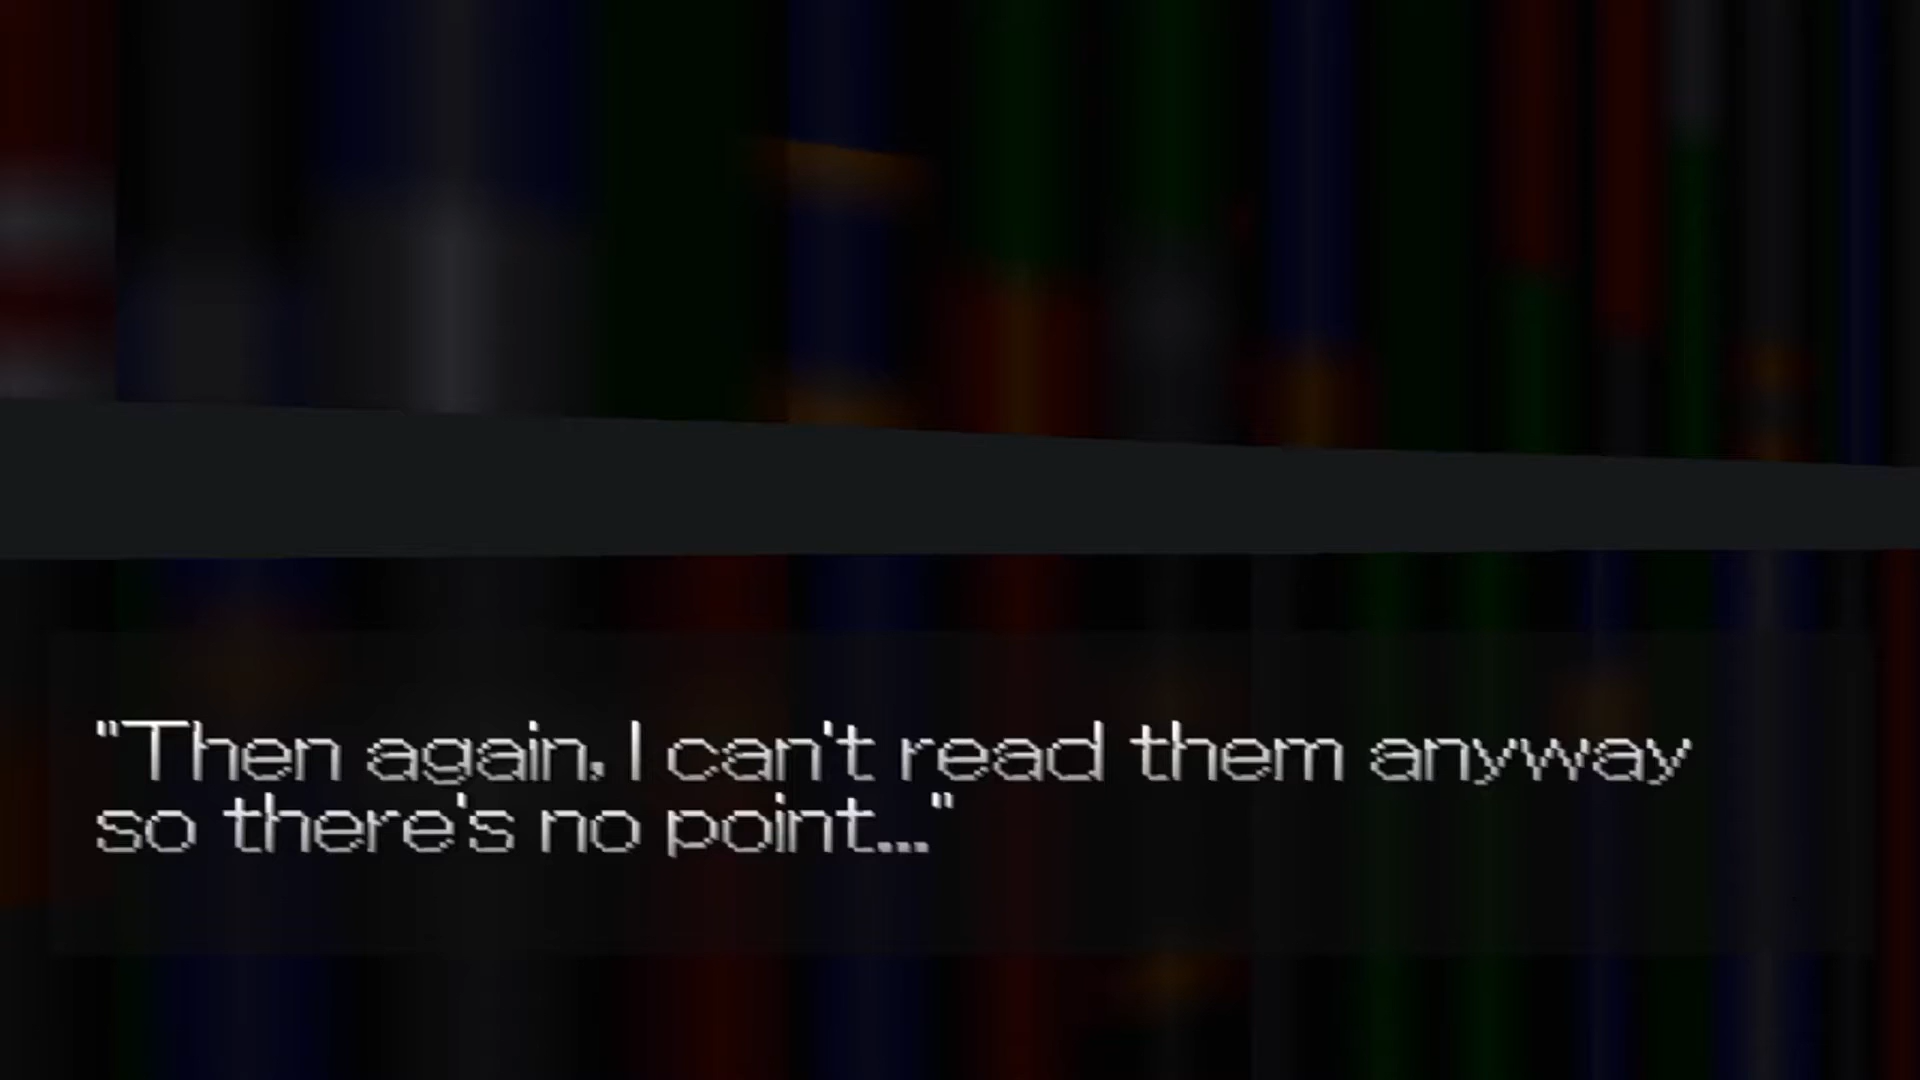 "Then again, I can't read them anyway
so there's no point..."